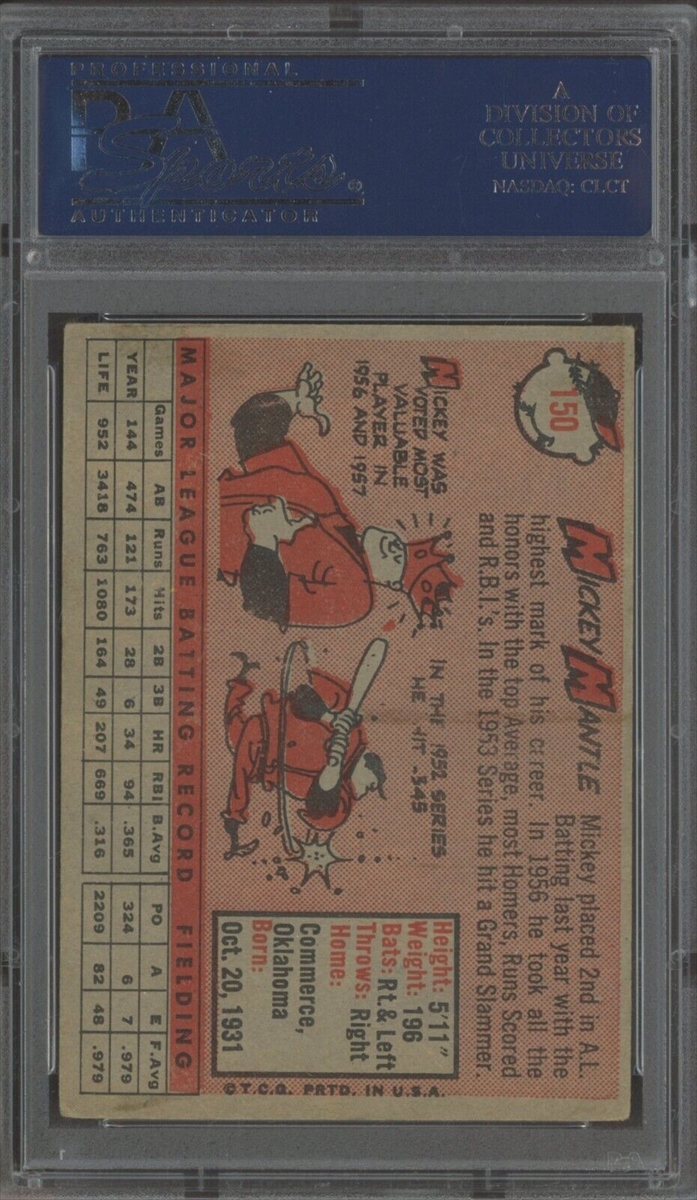 PROFESSIONAL
PSA
Sports®
AUTHENTICATOR
A
DIVISION OF
COLLECTORS
UNIVERSE
NASDAQ: CLCT
150
MICKEY MANTLE
Mickey placed 2nd in A.L.
Batting last year with the
highest mark of his creer. In 1956 he took all the
honors with the top Average, most Homers, Runs Scored
and R.B.I.'s. In the 1953 Series he hit a Grand Slammer.
MICKEY WAS
VOTED MOST
VALUABLE
PLAYER IN
1956 AND 1957
IN THE 1952 SERIES
HE HIT .345
Height: 5'11"
Weight: 196
Bats: Rt. & Left
Throws: Right
Home:
Commerce,
Oklahoma
Born:
Oct. 20, 1931
©T.C.G. PRTD. IN U.S.A.
MAJOR LEAGUE BATTING RECORD FIELDING
Games AB Runs Hits 2B 3B HR RBI B.Avg PO A E F.Avg
YEAR 144 474 121 173 28 6 34 94 .365 324 6 7 .979
LIFE 952 3418 763 1080 164 49 207 669 .316 2209 82 48 .979